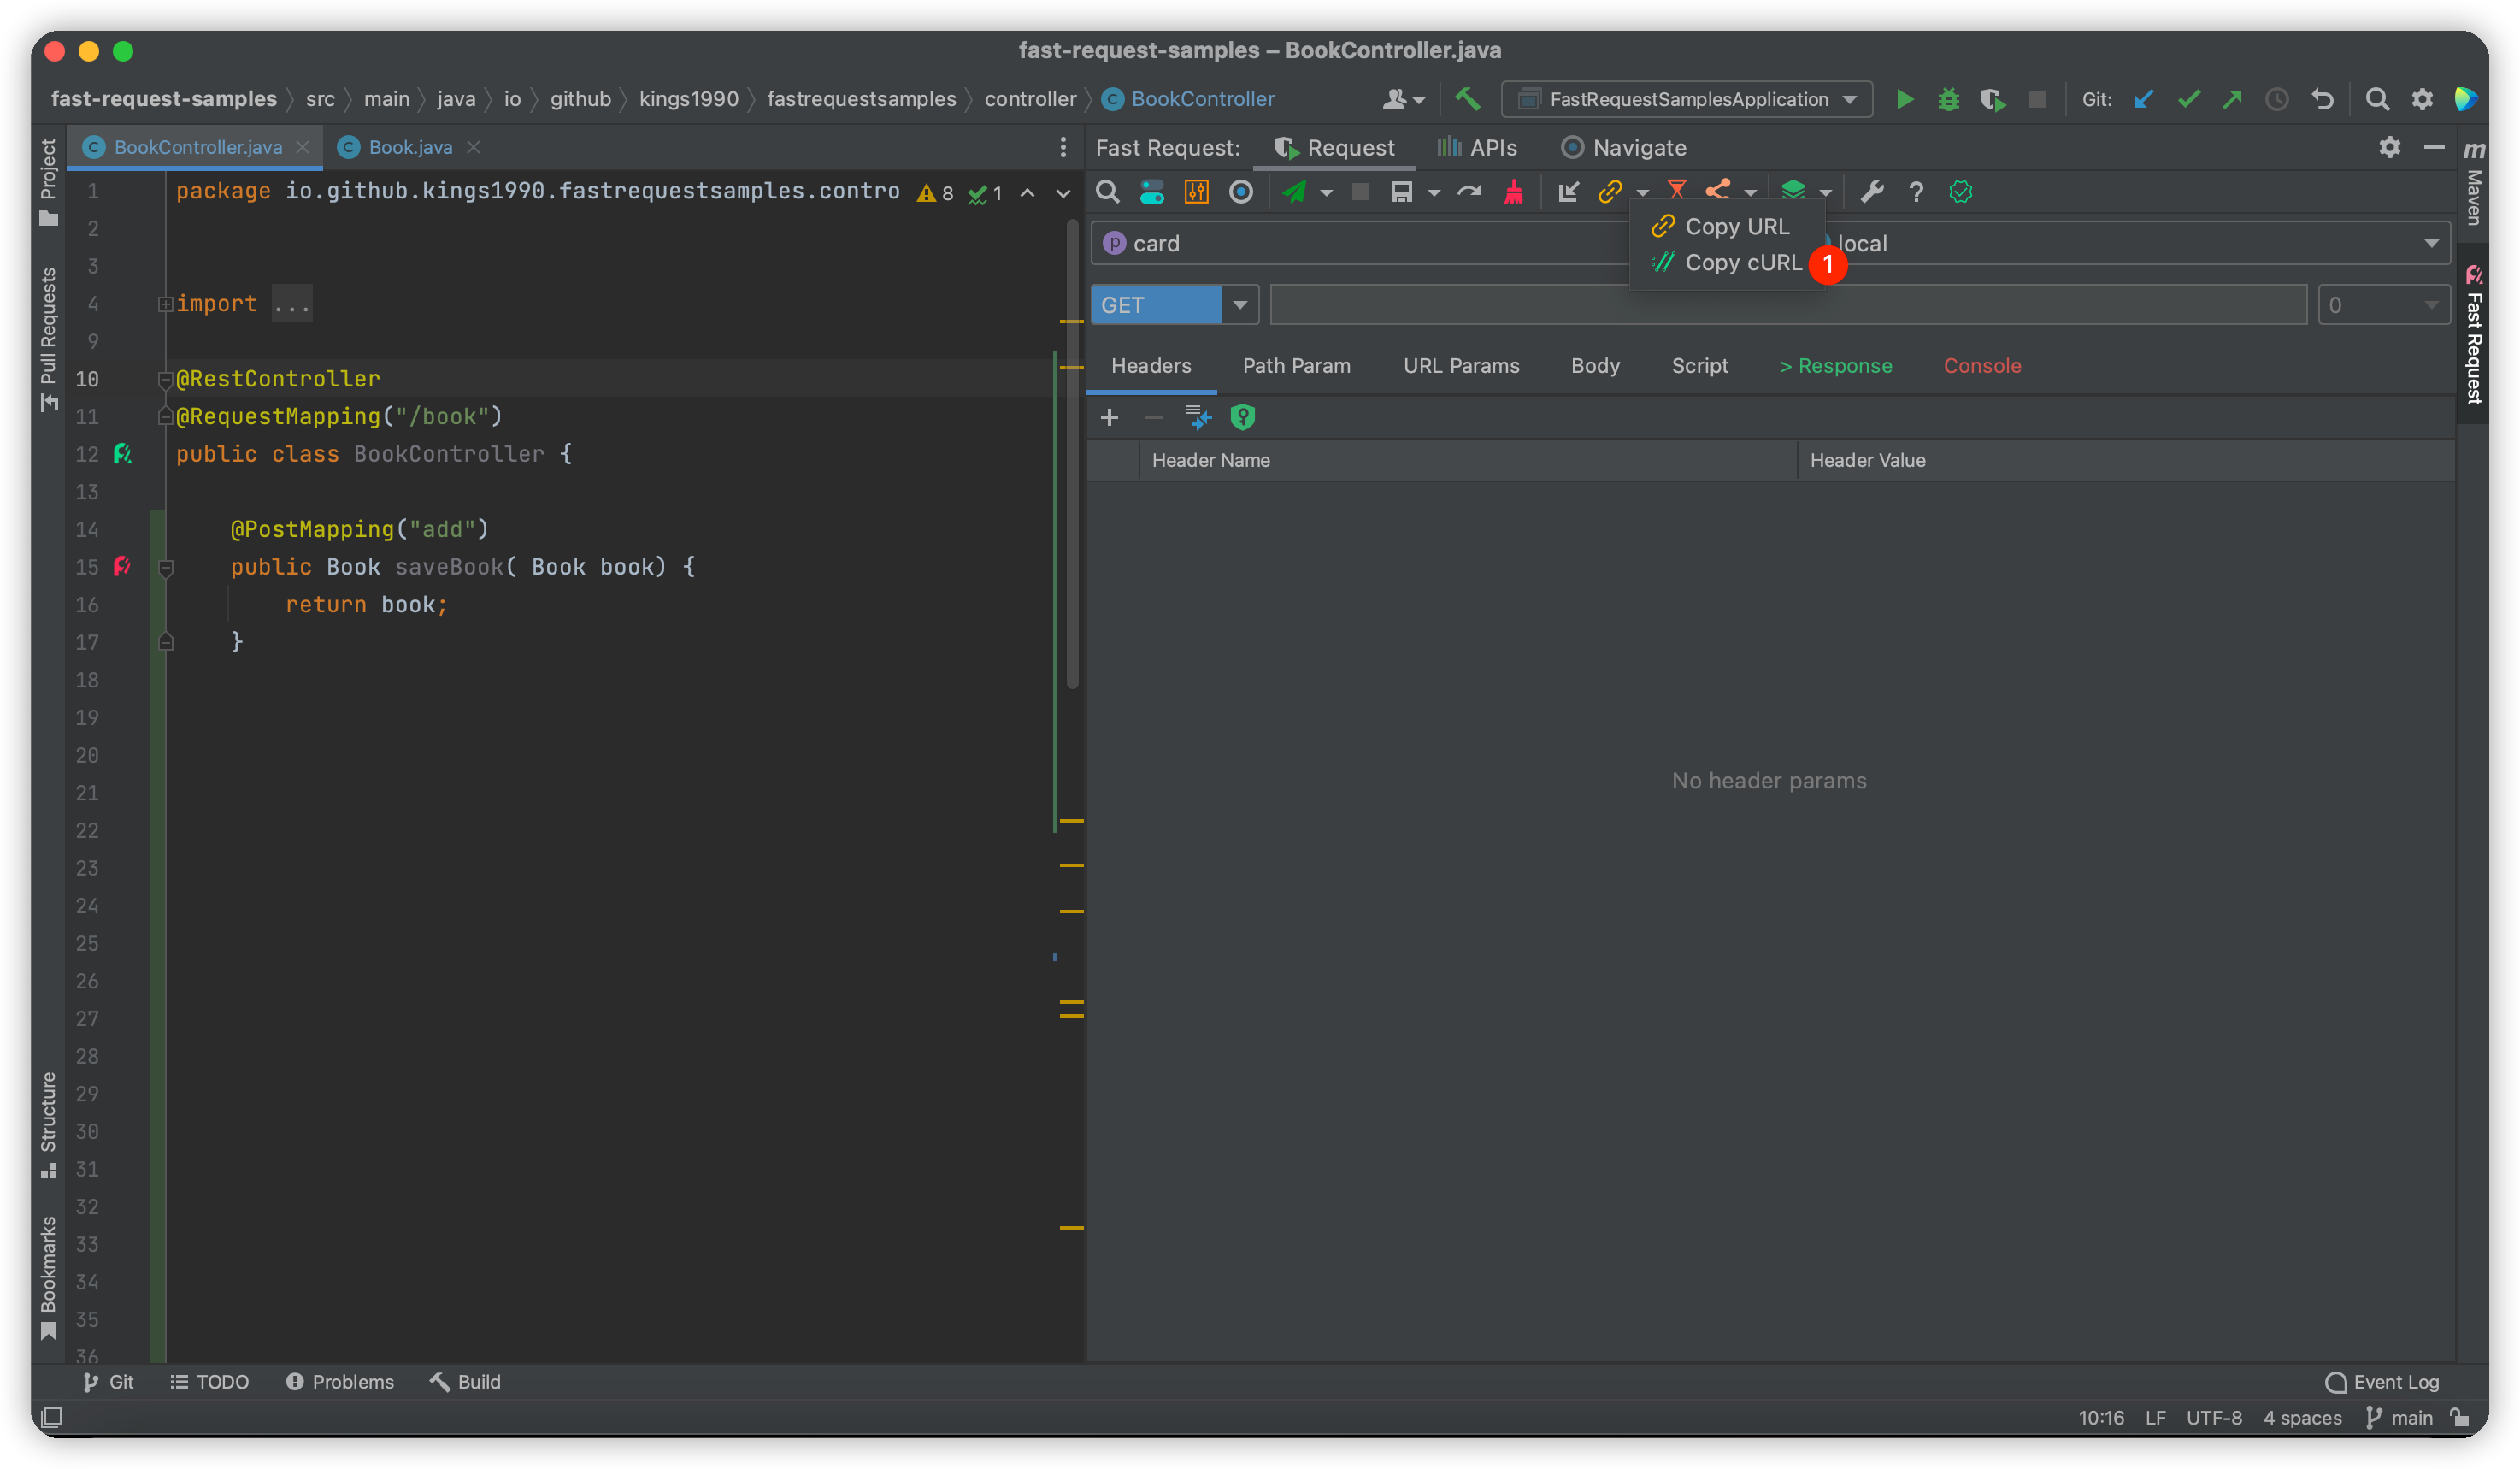 fast-request-samples – BookController.java
fast-request-samples src main java io github kings1990 fastrequestsamples controller BookController
FastRequestSamplesApplication
Git:
Project
Pull Requests
Structure
Bookmarks
BookController.java
Book.java
1 package io.github.kings1990.fastrequestsamples.contro
8 1
2
3
4 import ...
9
10 @RestController
11 @RequestMapping("/book")
12 public class BookController {
13
14 @PostMapping("add")
15 public Book saveBook( Book book) {
16 return book;
17 }
18
19
20
21
22
23
24
25
26
27
28
29
30
31
32
33
34
35
36
Fast Request: Request APIs Navigate
Copy URL
Copy cURL 1
p card
local
GET
0
Headers Path Param URL Params Body Script > Response Console
Header Name Header Value
No header params
m Maven
Fast Request
Git TODO Problems Build
Event Log
10:16 LF UTF-8 4 spaces main